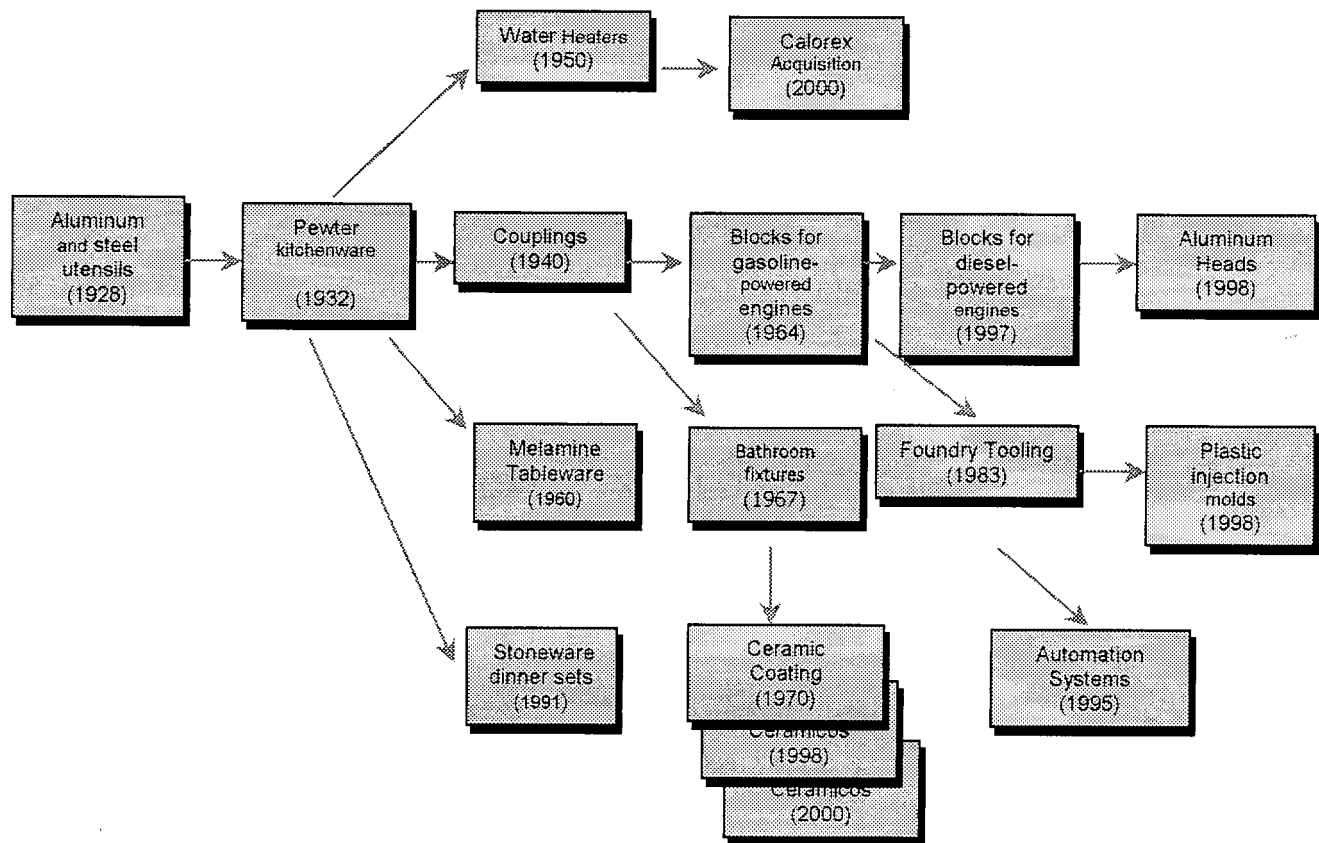 Water Heaters
(1950)
Calorex
Acquisition
(2000)
Aluminum
and steel
utensils
(1928)
Pewter
kitchenware
(1932)
Couplings
(1940)
Blocks for
gasoline-
powered
engines
(1964)
Blocks for
diesel-
powered
engines
(1997)
Aluminum
Heads
(1998)
Melamine
Tableware
(1960)
Bathroom
fixtures
(1967)
Foundry Tooling
(1983)
Plastic
injection
molds
(1998)
Stoneware
dinner sets
(1991)
Ceramic
Coating
(1970)
Ceramicos
(1998)
Ceramicos
(2000)
Automation
Systems
(1995)